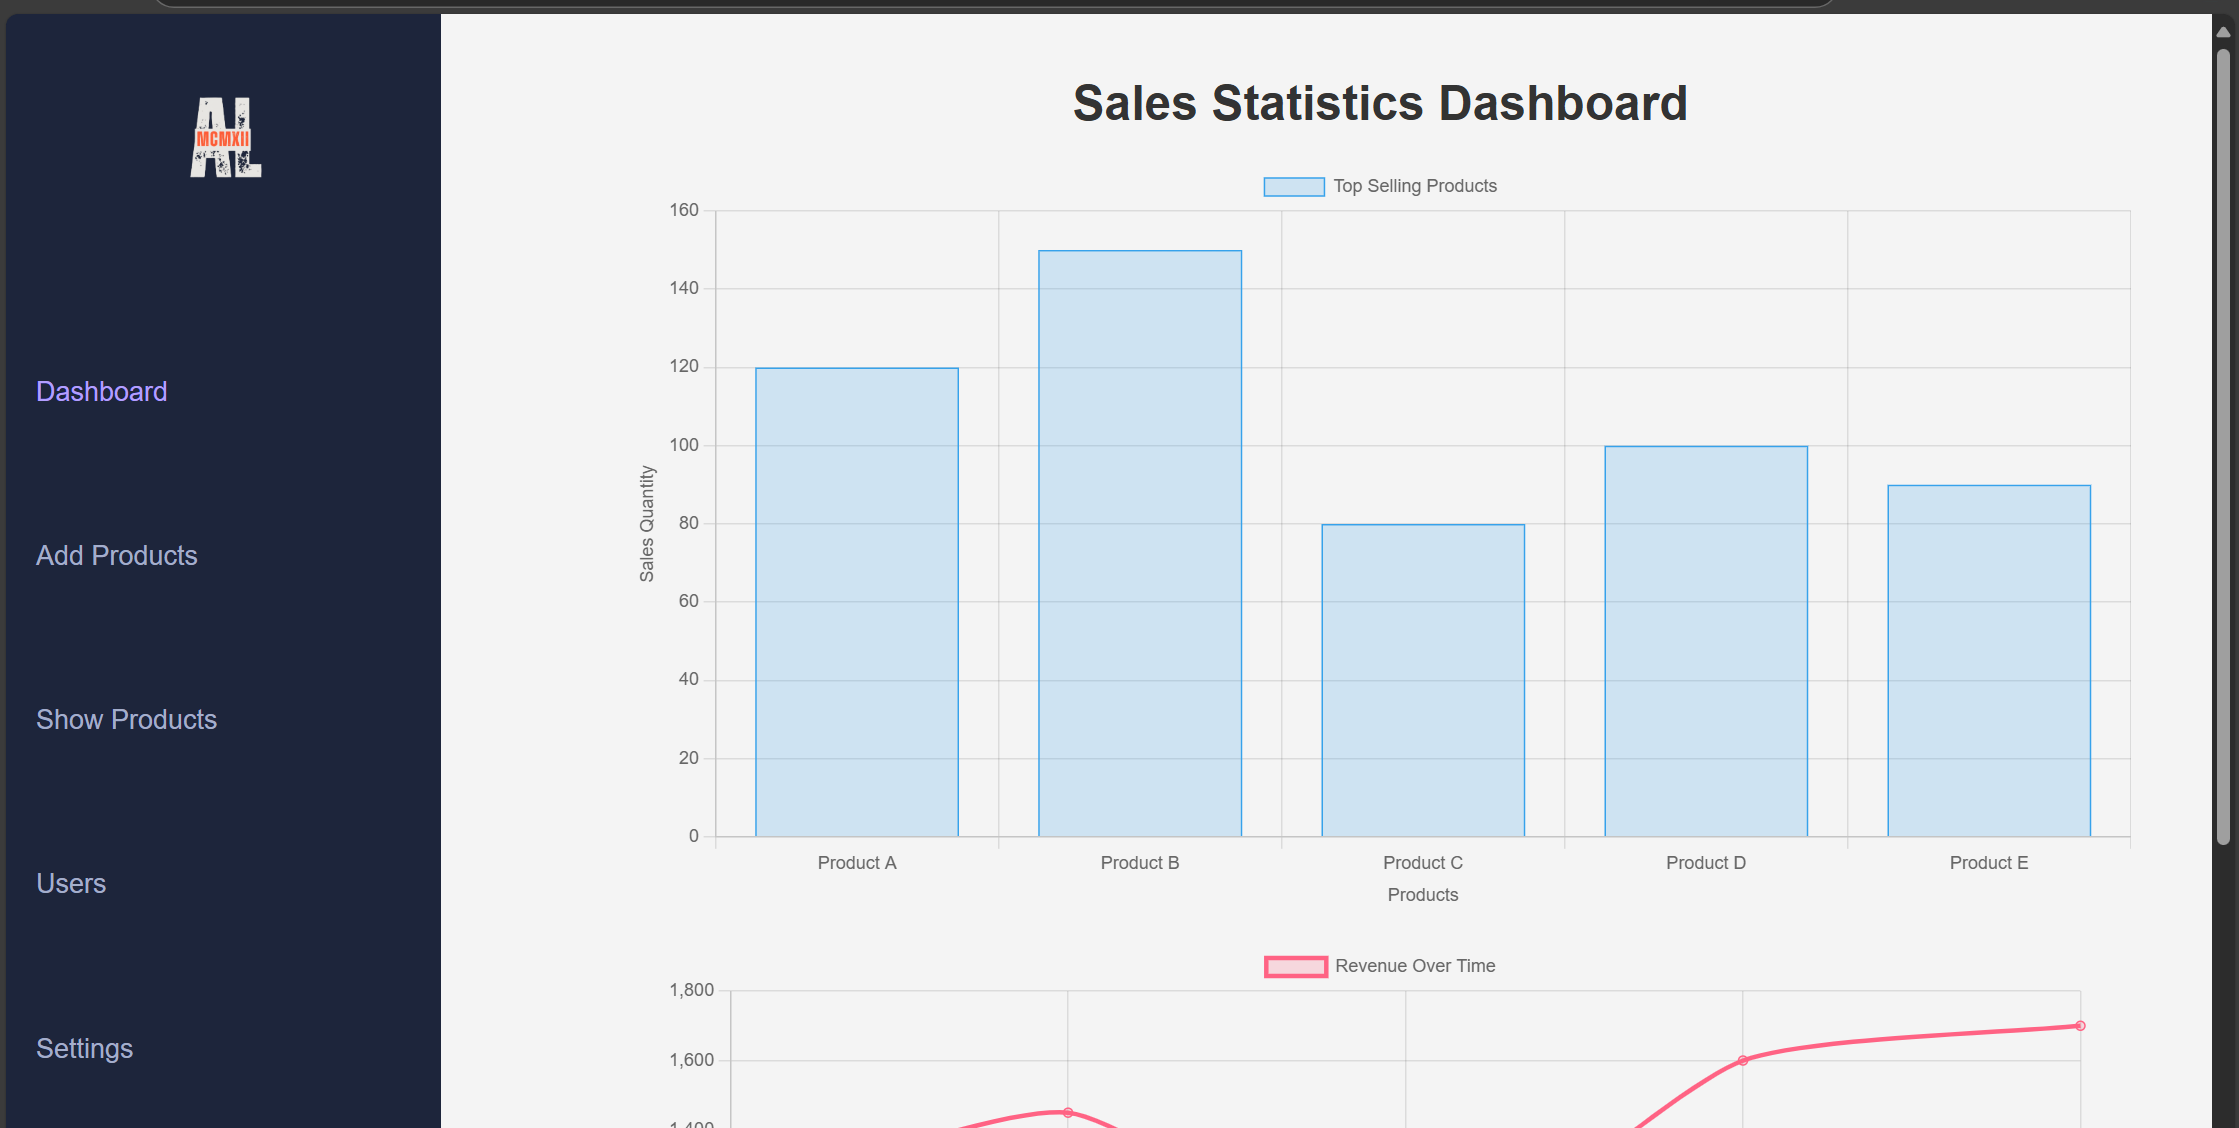 AL
MCMXII
Dashboard
Add Products
Show Products
Users
Settings
Sales Statistics Dashboard
Top Selling Products
160
140
120
100
80
60
40
20
0
Sales Quantity
Product A Product B Product C Product D Product E
Products
Revenue Over Time
1,800
1,600
1,400